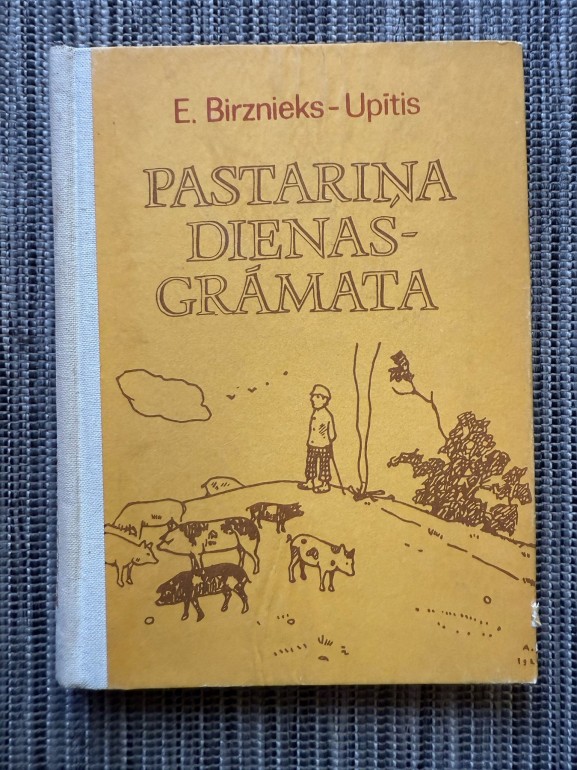 E. Birznieks-Upītis
PASTARIŅA
DIENAS-
GRĀMATA